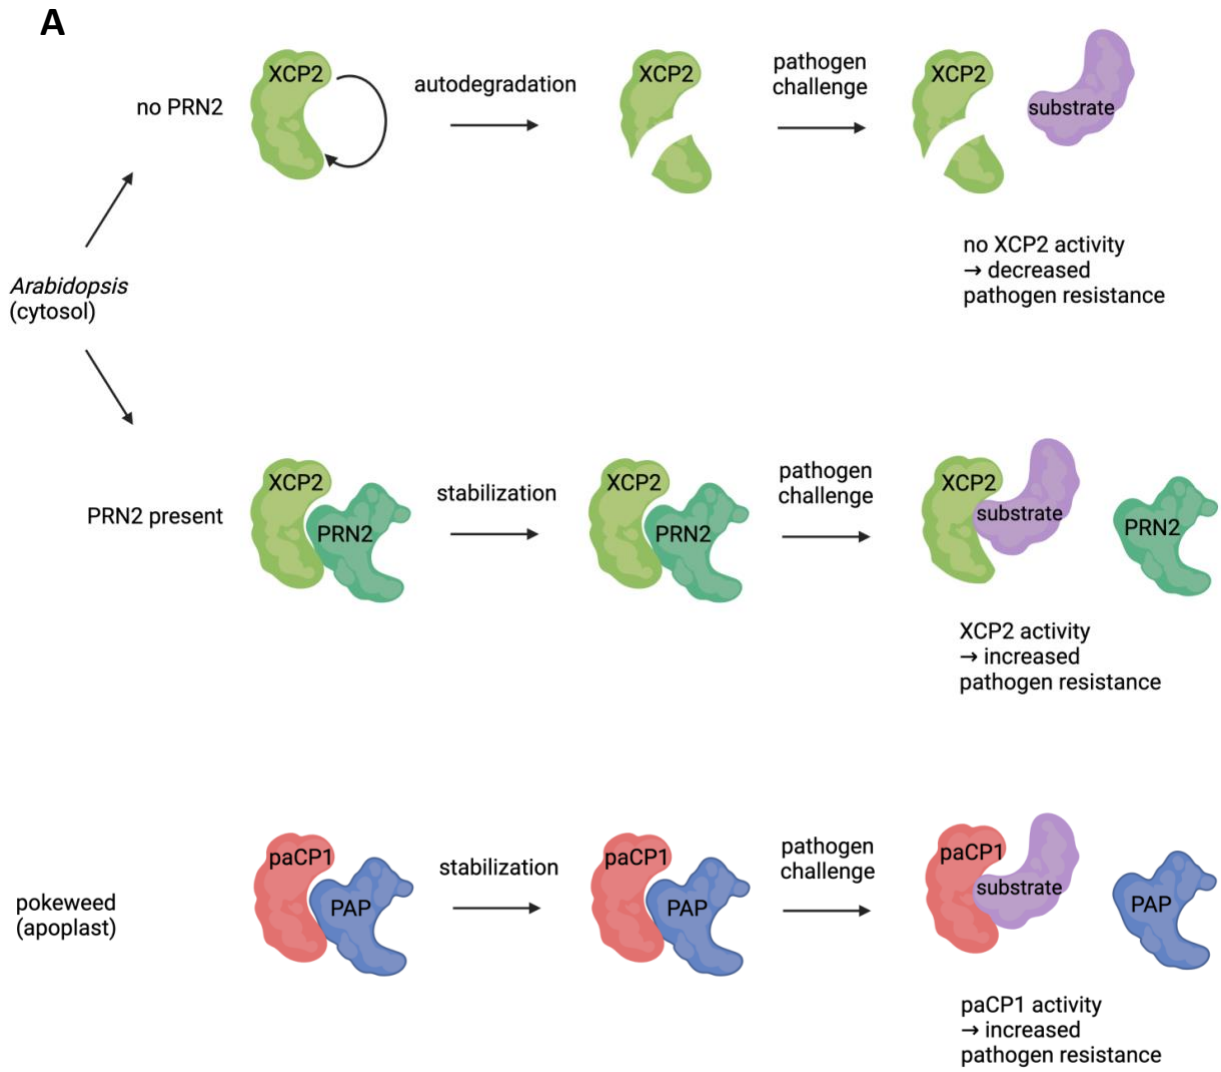 A
XCP2
autodegradation
XCP2
pathogen
challenge
XCP2
substrate
no PRN2
no XCP2 activity
→ decreased
pathogen resistance
Arabidopsis
(cytosol)
PRN2 present
XCP2
PRN2
stabilization
XCP2
PRN2
pathogen
challenge
XCP2
substrate
PRN2
XCP2 activity
→ increased
pathogen resistance
pokeweed
(apoplast)
paCP1
PAP
stabilization
paCP1
PAP
pathogen
challenge
paCP1
substrate
PAP
paCP1 activity
→ increased
pathogen resistance